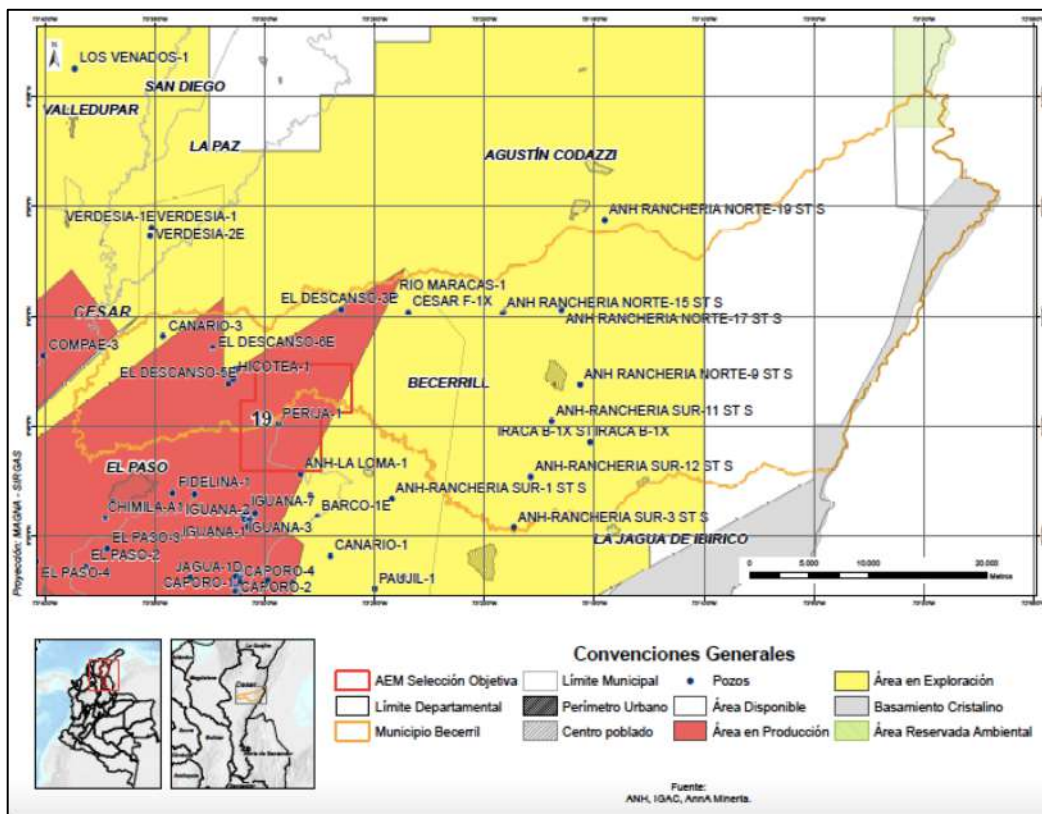 LOS VENADOS-1
SAN DIEGO
VALLEDUPAR
LA PAZ
AGUSTÍN CODAZZI
ANH RANCHERIA NORTE-19 ST S
VERDESIA-1E
VERDESIA-1
VERDESIA-2E
RIO MARACAS-1
EL DESCANSO-3E
CESAR F-1X
ANH RANCHERIA NORTE-15 ST S
ANH RANCHERIA NORTE-17 ST S
CESAR
CANARIO-3
EL DESCANSO-6E
COMPAE-3
HICOTEA-1
EL DESCANSO-5E
BECERRILL
ANH RANCHERIA NORTE-9 ST S
19
PERIJA-1
ANH-RANCHERIA SUR-11 ST S
IRACA B-1X ST
IRACA B-1X
EL PASO
ANH-LA LOMA-1
ANH-RANCHERIA SUR-12 ST S
FIDELINA-1
ANH-RANCHERIA SUR-1 ST S
CHIMILA-A1
IGUANA-2
IGUANA-7
BARCO-1E
IGUANA-1
IGUANA-3
ANH-RANCHERIA SUR-3 ST S
EL PASO-3
LA JAGUA DE IBIRICO
EL PASO-2
CANARIO-1
EL PASO-4
JAGUA-1D
CAPORO-4
CAPORO-1
CAPORO-2
PAUJIL-1
0
5.000
10.000
20.000
Metros
Proyección: MAGNA - SIRGAS
Cesar
Convenciones Generales
AEM Selección Objetiva
Límite Municipal
Pozos
Área en Exploración
Límite Departamental
Perímetro Urbano
Área Disponible
Basamento Cristalino
Municipio Becerril
Centro poblado
Área en Producción
Área Reservada Ambiental
Fuente:
ANH, IGAC, AnnA Minería.